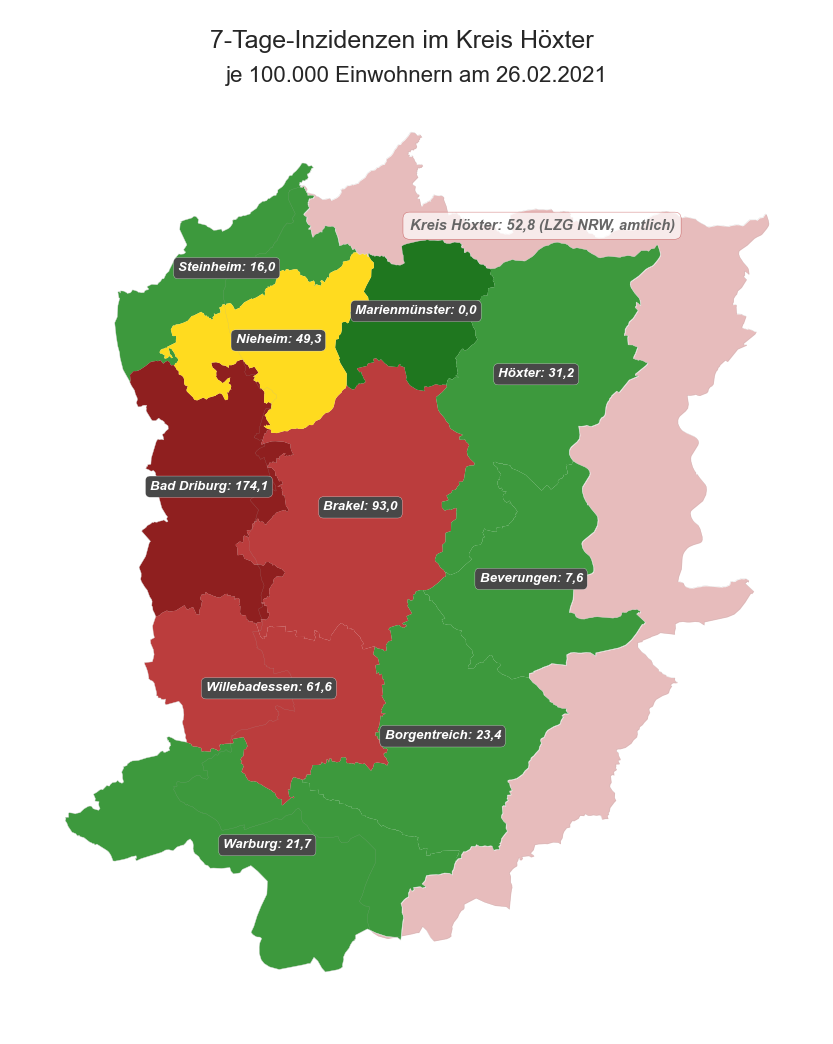 7-Tage-Inzidenzen im Kreis Höxter
je 100.000 Einwohnern am 26.02.2021
Kreis Höxter: 52,8 (LZG NRW, amtlich)
Steinheim: 16,0
Marienmünster: 0,0
Nieheim: 49,3
Höxter: 31,2
Bad Driburg: 174,1
Brakel: 93,0
Beverungen: 7,6
Willebadessen: 61,6
Borgentreich: 23,4
Warburg: 21,7